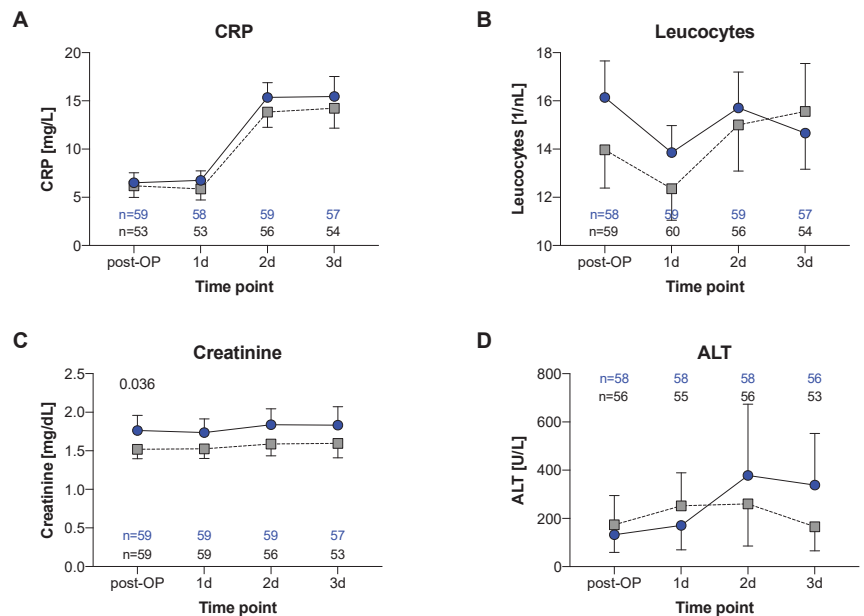 A
CRP
CRP [mg/L]
20
15
10
5
0
n=59 58 59 57
n=53 53 56 54
post-OP 1d 2d 3d
Time point
B
Leucocytes
Leucocytes [1/nL]
18
16
14
12
10
n=58 59 59 57
n=59 60 56 54
post-OP 1d 2d 3d
Time point
C
Creatinine
Creatinine [mg/dL]
2.5
2.0
1.5
1.0
0.5
0.0
0.036
n=59 59 59 57
n=59 59 56 53
post-OP 1d 2d 3d
Time point
D
ALT
ALT [U/L]
800
600
400
200
0
n=58 58 58 56
n=56 55 56 53
post-OP 1d 2d 3d
Time point